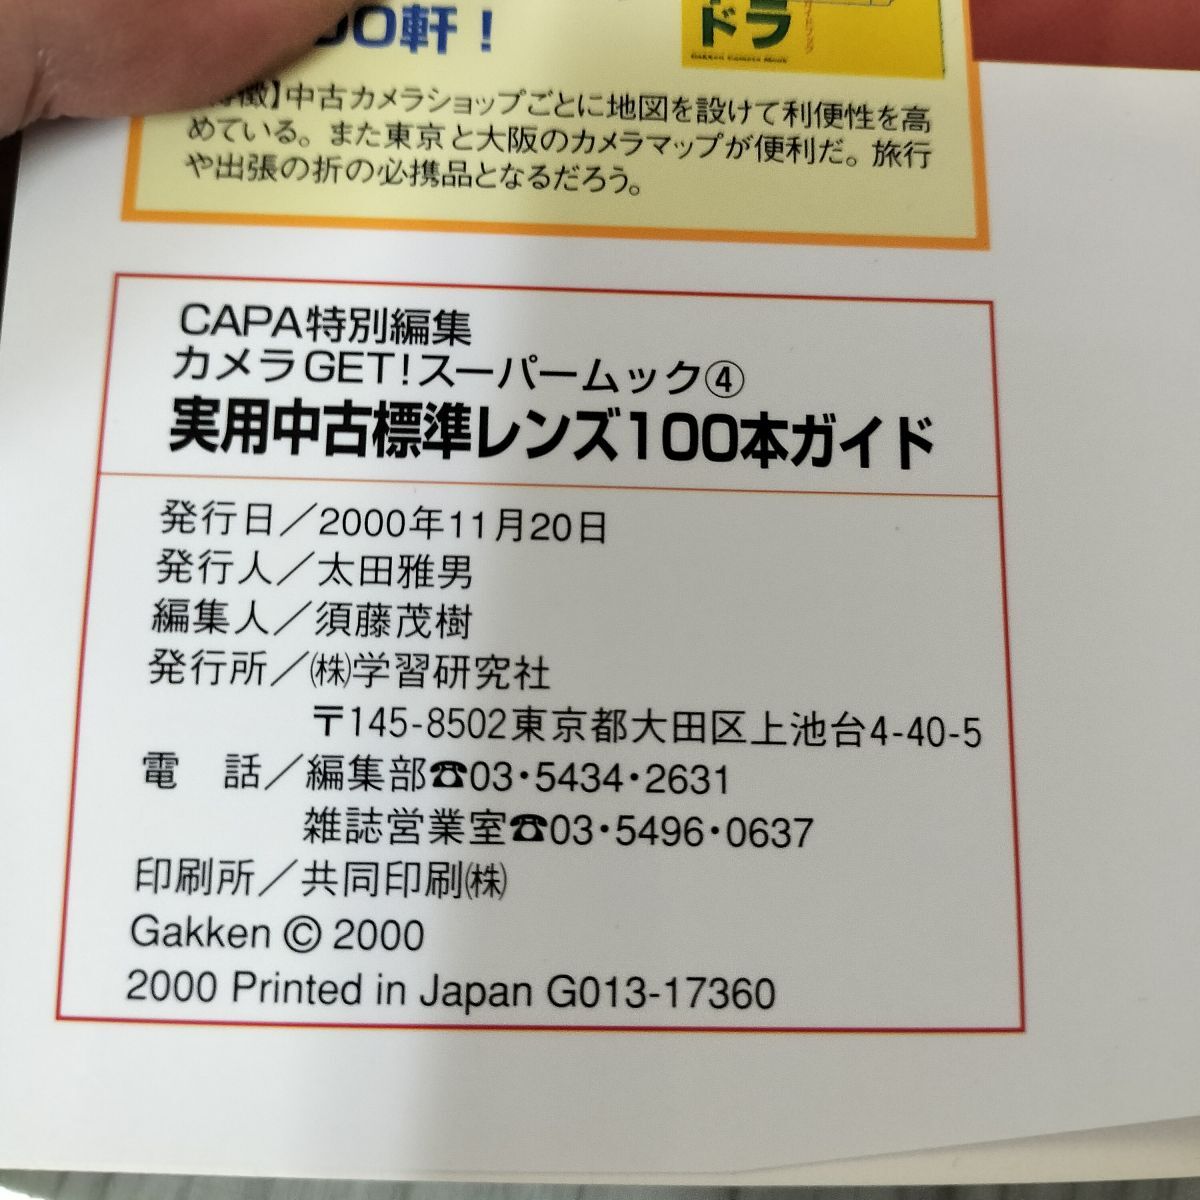 00軒！
ドラ
Gakken Camera Mook
特徴】中古カメラショップごとに地図を設けて利便性を高
めている。また東京と大阪のカメラマップが便利だ。旅行
や出張の折の必携品となるだろう。
CAPA特別編集
カメラGET！スーパームック④
実用中古標準レンズ100本ガイド
発行日／2000年11月20日
発行人／太田雅男
編集人／須藤茂樹
発行所／㈱学習研究社
〒145-8502東京都大田区上池台4-40-5
電　話／編集部☎03・5434・2631
雑誌営業室☎03・5496・0637
印刷所／共同印刷㈱
Gakken © 2000
2000 Printed in Japan G013-17360